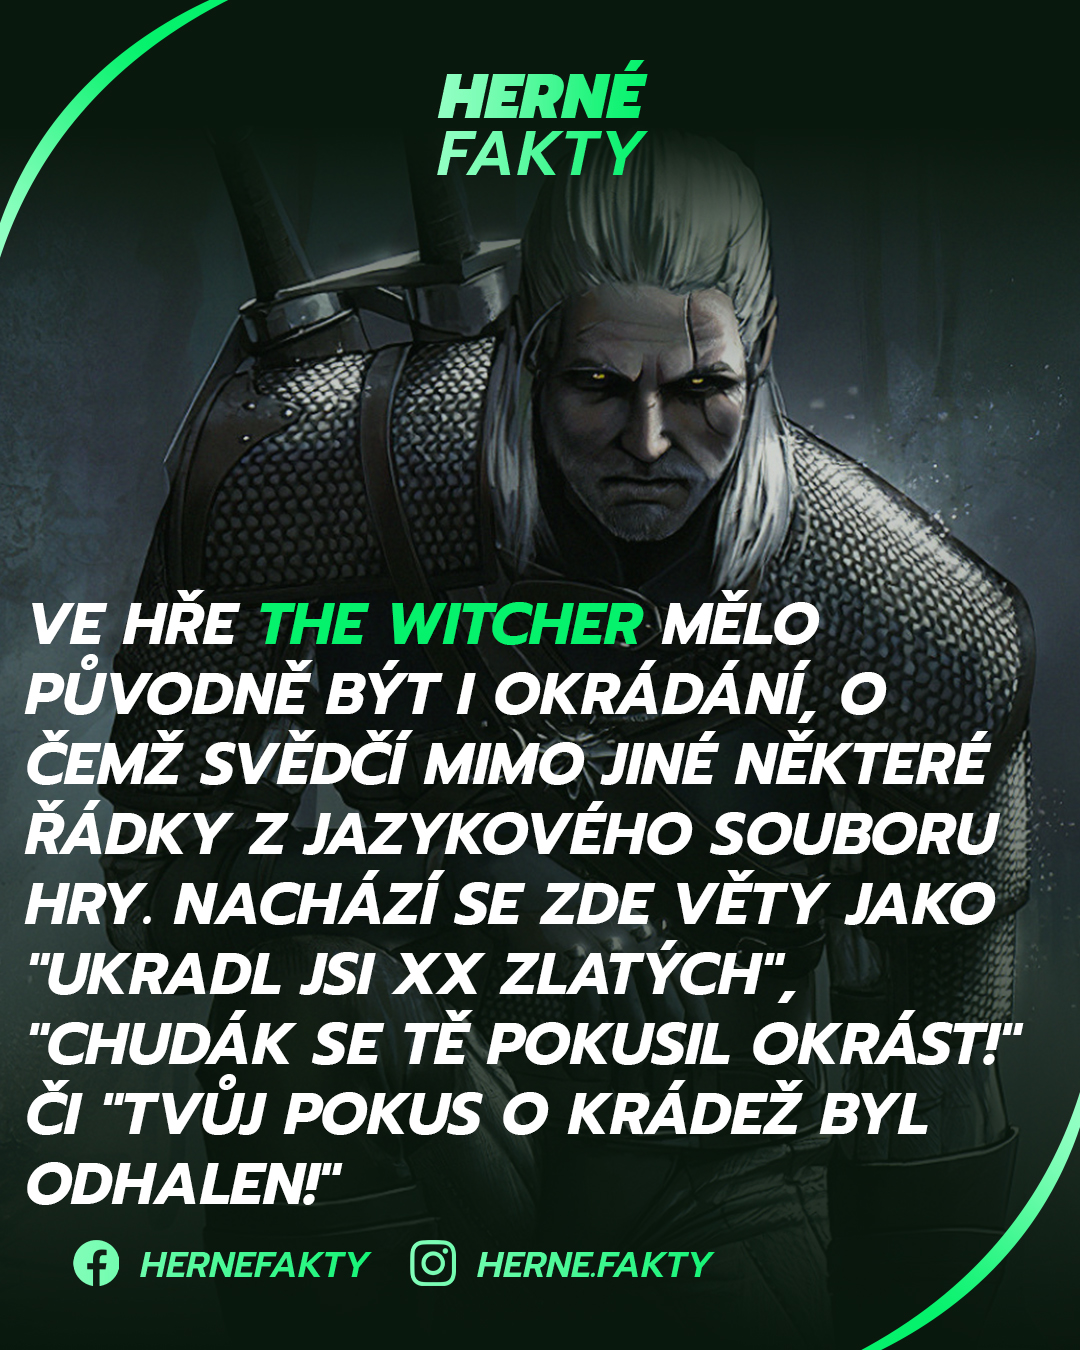 HERNÉ
FAKTY
VE HŘE THE WITCHER MĚLO
PŮVODNĚ BÝT I OKRÁDÁNÍ, O
ČEMŽ SVĚDČÍ MIMO JINÉ NĚKTERÉ
ŘÁDKY Z JAZYKOVÉHO SOUBORU
HRY. NACHÁZÍ SE ZDE VĚTY JAKO
"UKRADL JSI XX ZLATÝCH",
"CHUDÁK SE TĚ POKUSIL OKRÁST!"
ČI "TVŮJ POKUS O KRÁDEŽ BYL
ODHALEN!"
HERNEFAKTY HERNE.FAKTY